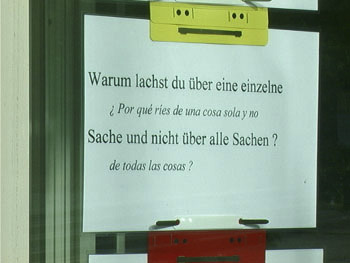 Warum lachst du über eine einzelne
¿ Por qué ries de una cosa sola y no
Sache und nicht über alle Sachen ?
de todas las cosas ?